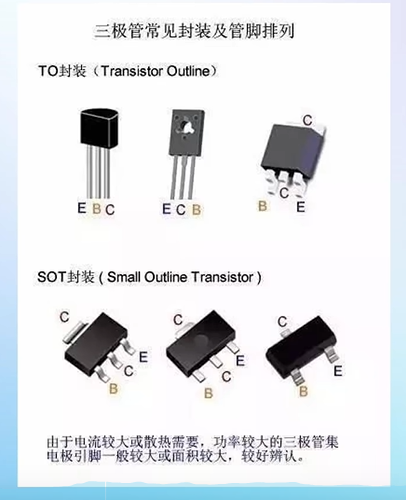 三极管常见封装及管脚排列
TO封装（Transistor Outline）
C
E B C
E C B
B C E
SOT封装 ( Small Outline Transistor )
C
C
C
E
E
E
C
C
B
B
B
由于电流较大或散热需要，功率较大的三极管集
电极引脚一般较大或面积较大，较好辨认。